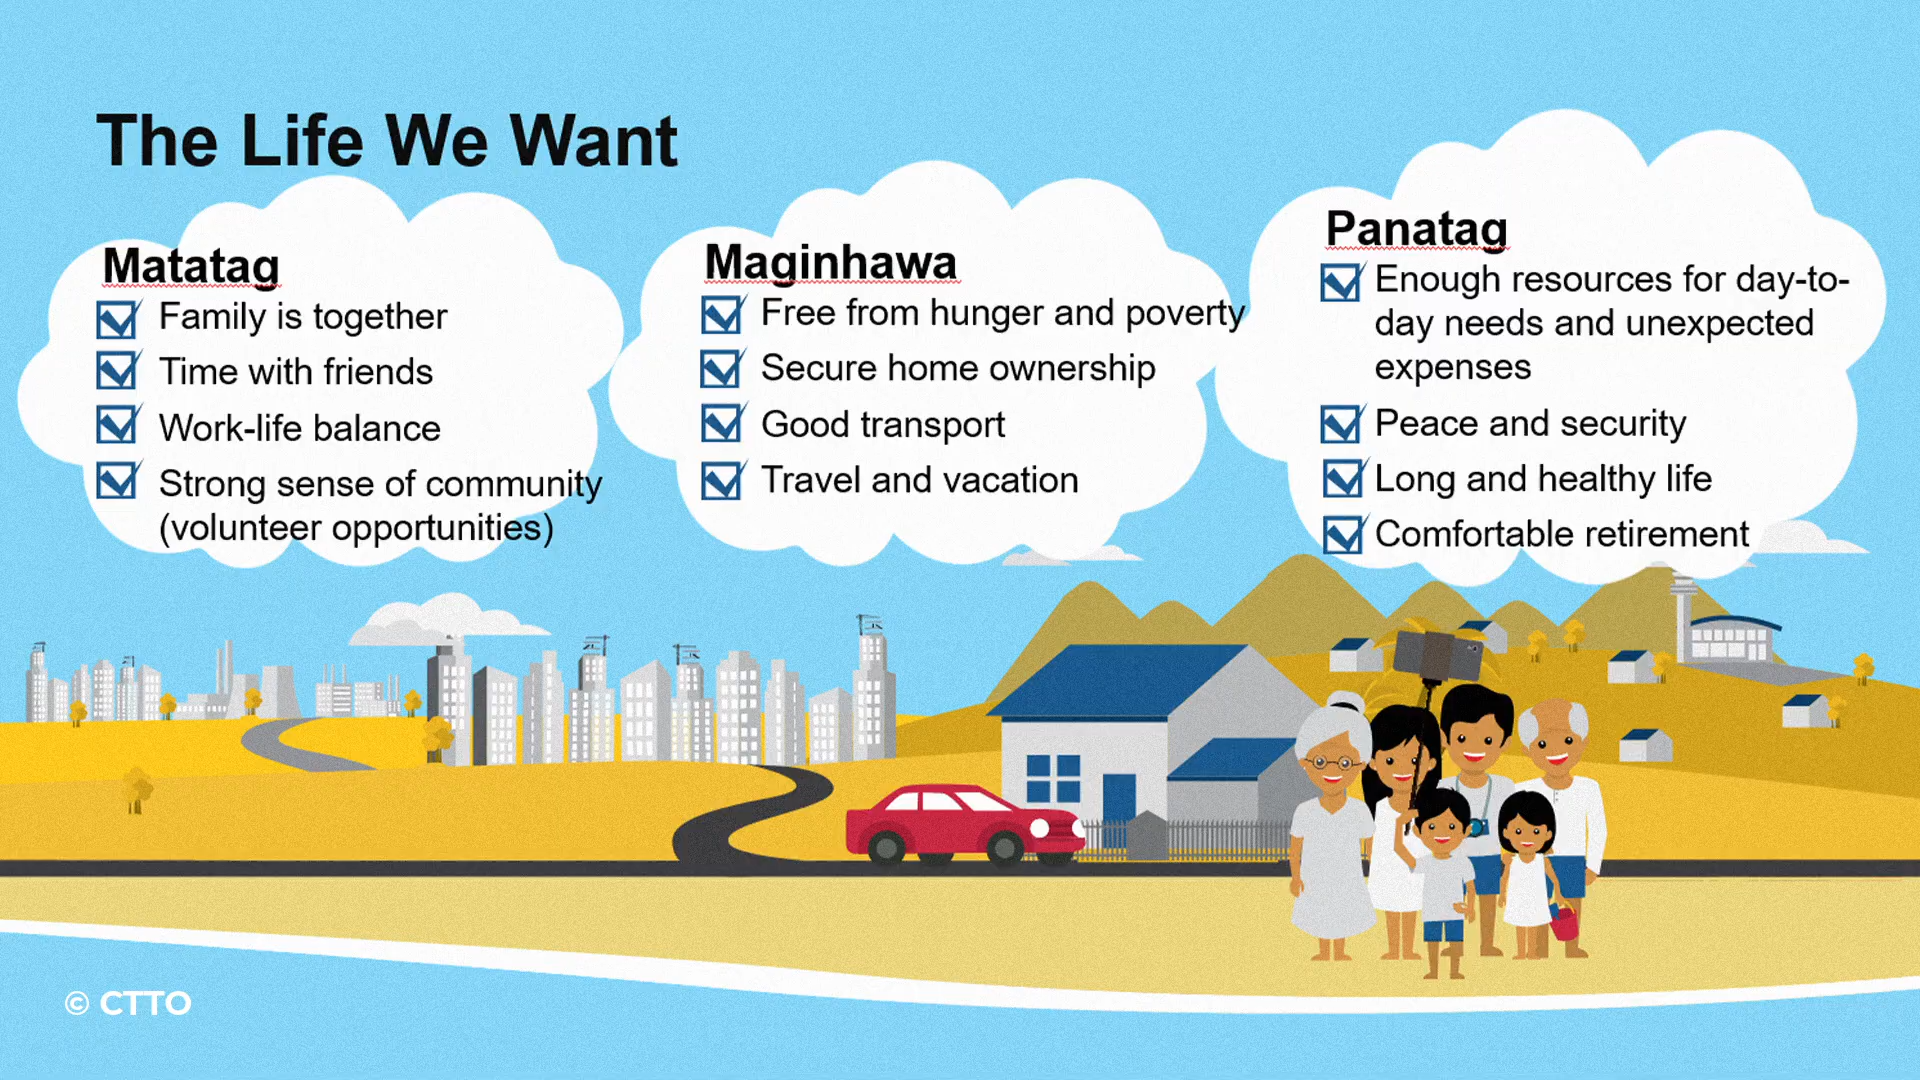 The Life We Want
Matatag
Family is together
Time with friends
Work-life balance
Strong sense of community
(volunteer opportunities)
Maginhawa
Free from hunger and poverty
Secure home ownership
Good transport
Travel and vacation
Panatag
Enough resources for day-to-
day needs and unexpected
expenses
Peace and security
Long and healthy life
Comfortable retirement
© CTTO